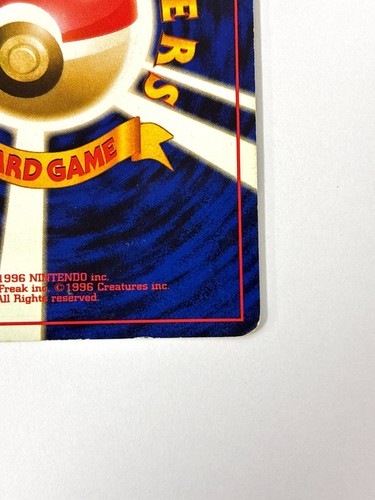 ERS
ARD GAME
1996 NINTENDO inc.
Freak inc. ©1996 Creatures inc.
All Rights reserved.